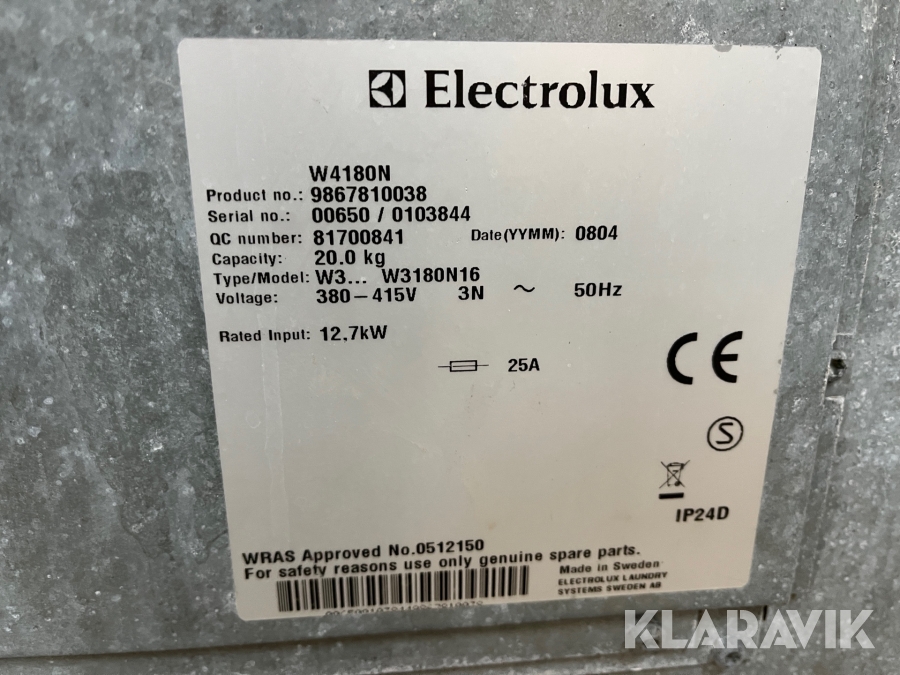 Electrolux
W4180N
Product no.: 9867810038
Serial no.: 00650 / 0103844
QC number: 81700841 Date(YYMM): 0804
Capacity: 20.0 kg
Type/Model: W3... W3180N16
Voltage: 380-415V 3N ~ 50Hz
Rated Input: 12,7kW
25A
CE
S
IP24D
WRAS Approved No.0512150
For safety reasons use only genuine spare parts.
Made in Sweden
ELECTROLUX LAUNDRY
SYSTEMS SWEDEN AB
KLARAVIK